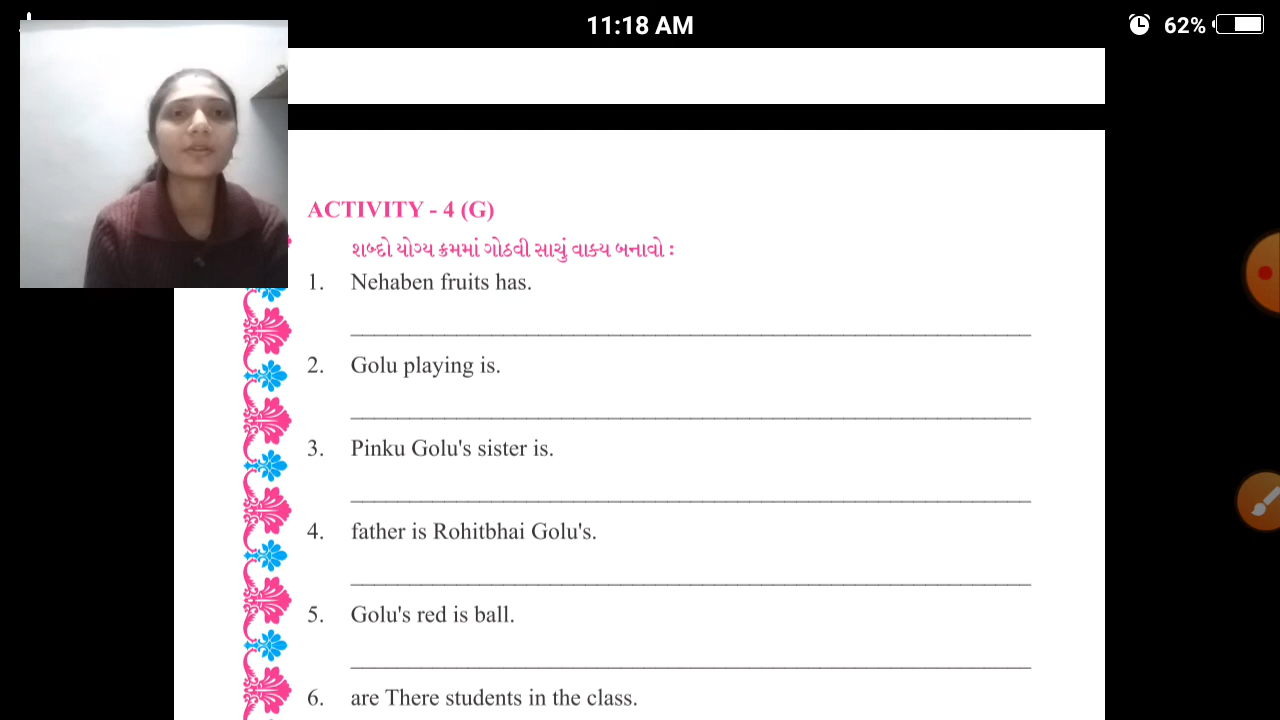 11:18 AM
62%
ACTIVITY - 4 (G)
શબ્દો યોગ્ય ક્રમમાં ગોઠવી સાચું વાક્ય બનાવો :
1. Nehaben fruits has.
2. Golu playing is.
3. Pinku Golu's sister is.
4. father is Rohitbhai Golu's.
5. Golu's red is ball.
6. are There students in the class.